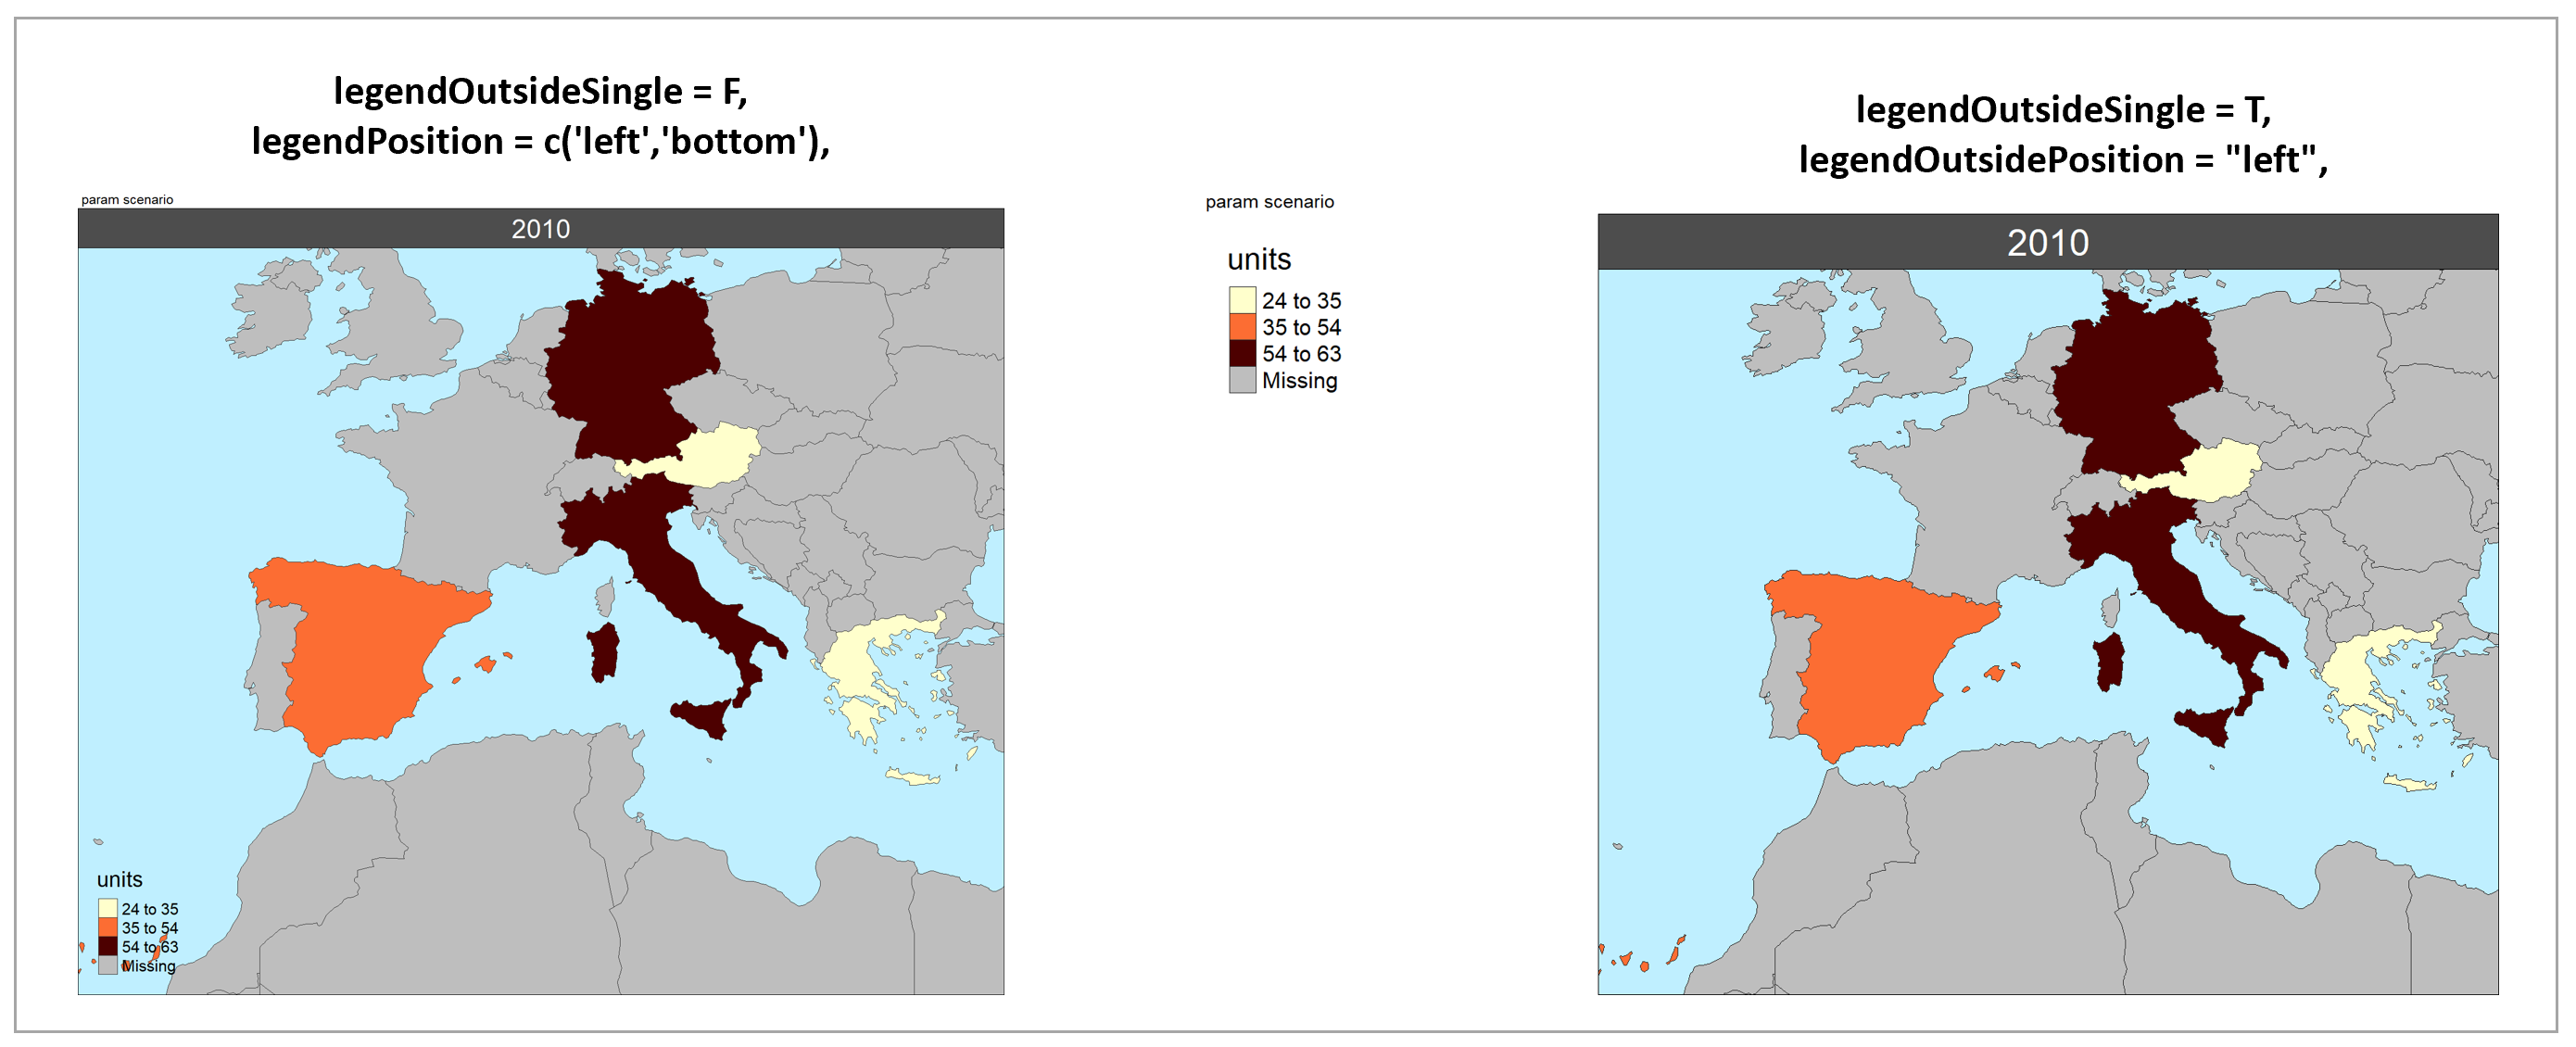 legendOutsideSingle = F,
legendPosition = c('left','bottom'),
param scenario
2010
units
24 to 35
35 to 54
54 to 63
Missing
legendOutsideSingle = T,
legendOutsidePosition = "left",
param scenario
units
24 to 35
35 to 54
54 to 63
Missing
2010